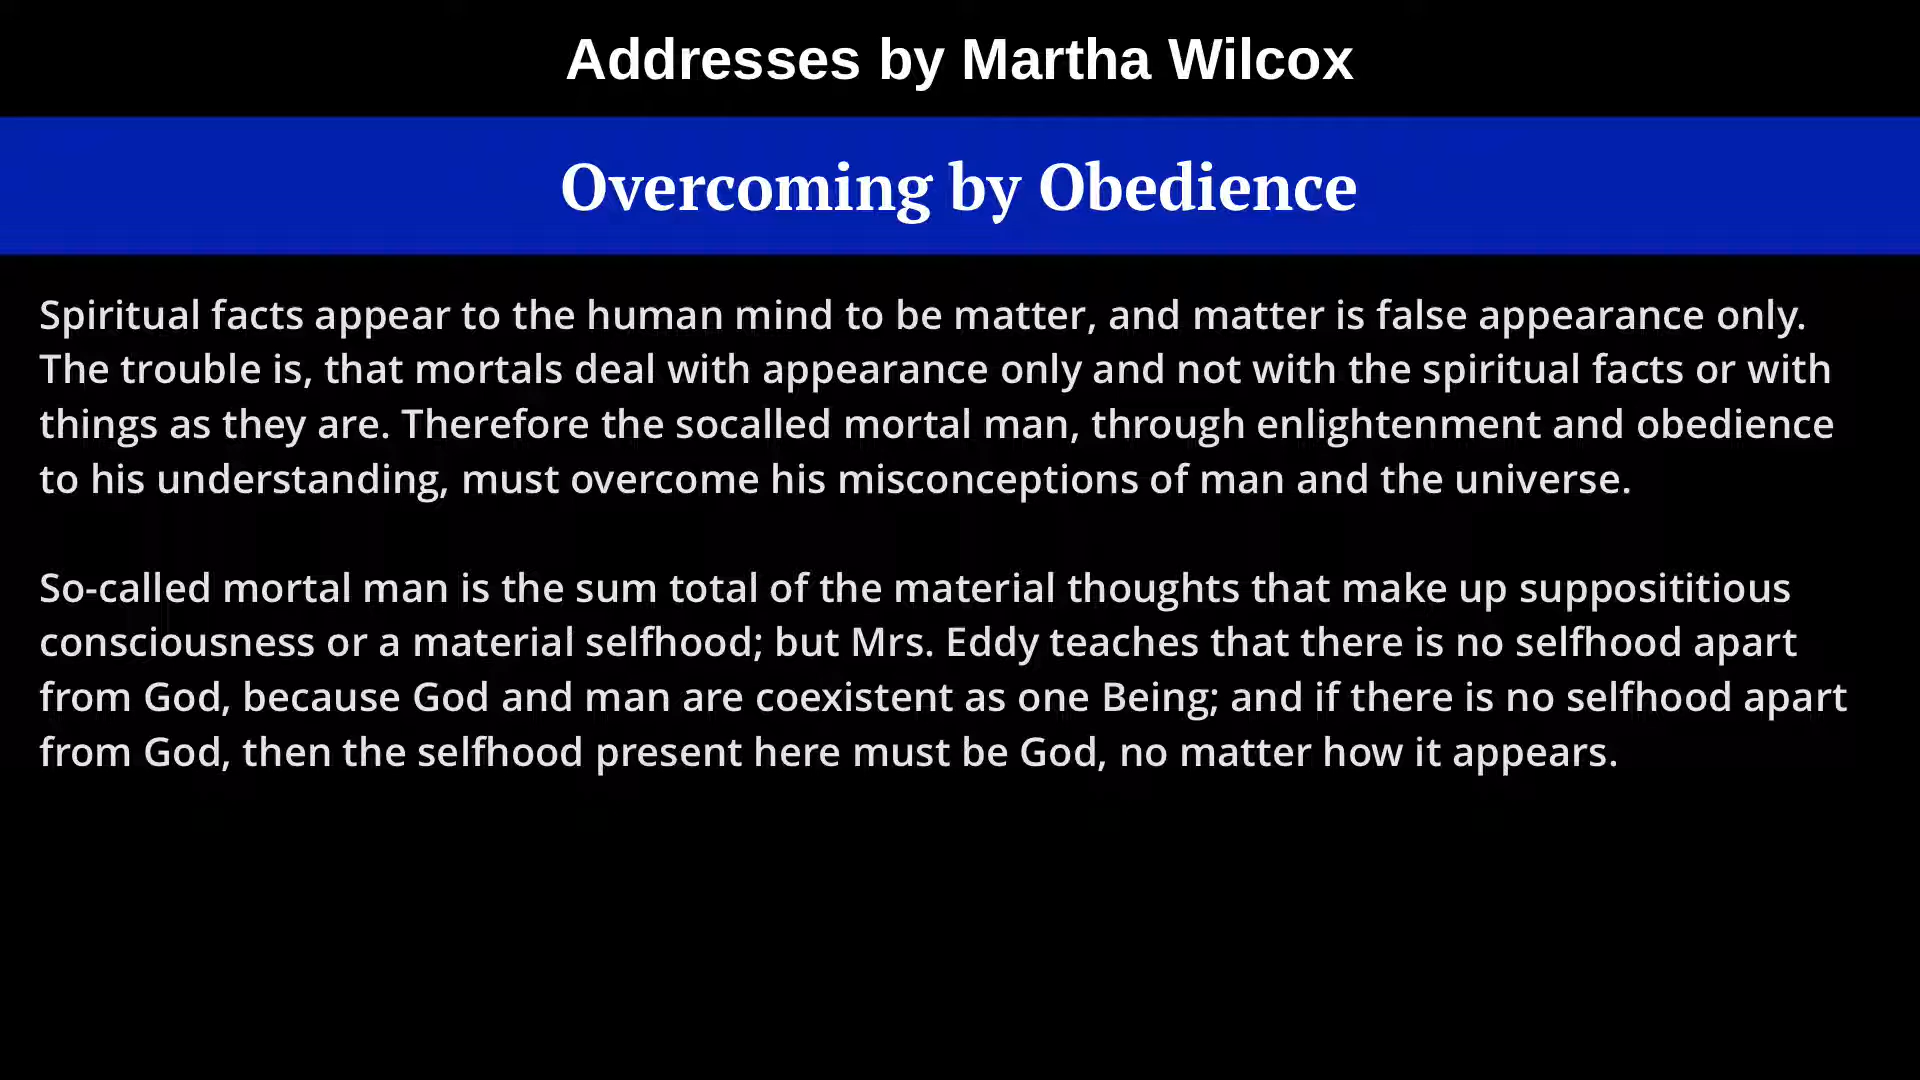 Addresses by Martha Wilcox
Overcoming by Obedience
Spiritual facts appear to the human mind to be matter, and matter is false appearance only.
The trouble is, that mortals deal with appearance only and not with the spiritual facts or with
things as they are. Therefore the socalled mortal man, through enlightenment and obedience
to his understanding, must overcome his misconceptions of man and the universe.
So-called mortal man is the sum total of the material thoughts that make up supposititious
consciousness or a material selfhood; but Mrs. Eddy teaches that there is no selfhood apart
from God, because God and man are coexistent as one Being; and if there is no selfhood apart
from God, then the selfhood present here must be God, no matter how it appears.